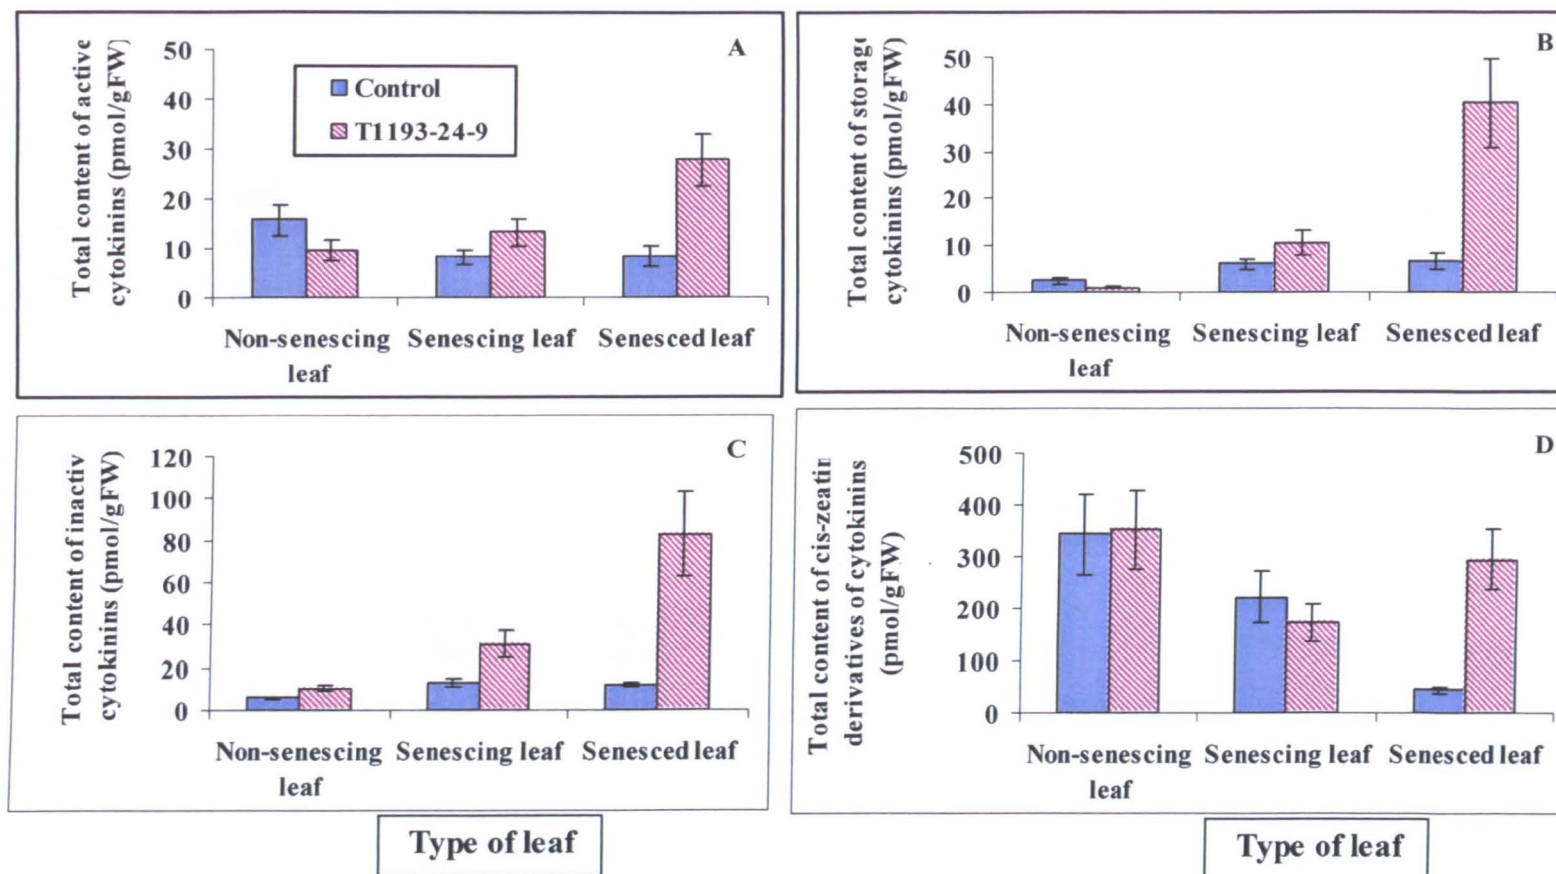 A
Total content of active
cytokinins (pmol/gFW)
50
40
30
20
10
0
Control
T1193-24-9
Non-senescing
leaf
Senescing leaf
Senesced leaf
B
Total content of storag
cytokinins (pmol/gFW)
50
40
30
20
10
0
Non-senescing
leaf
Senescing leaf
Senesced leaf
C
Total content of inactiv
cytokinins (pmol/gFW)
120
100
80
60
40
20
0
Non-senescing
leaf
Senescing leaf
Senesced leaf
Type of leaf
D
Total content of cis-zeatin
derivatives of cytokinins
(pmol/gFW)
500
400
300
200
100
0
Non-senescing
leaf
Senescing leaf
Senesced leaf
Type of leaf